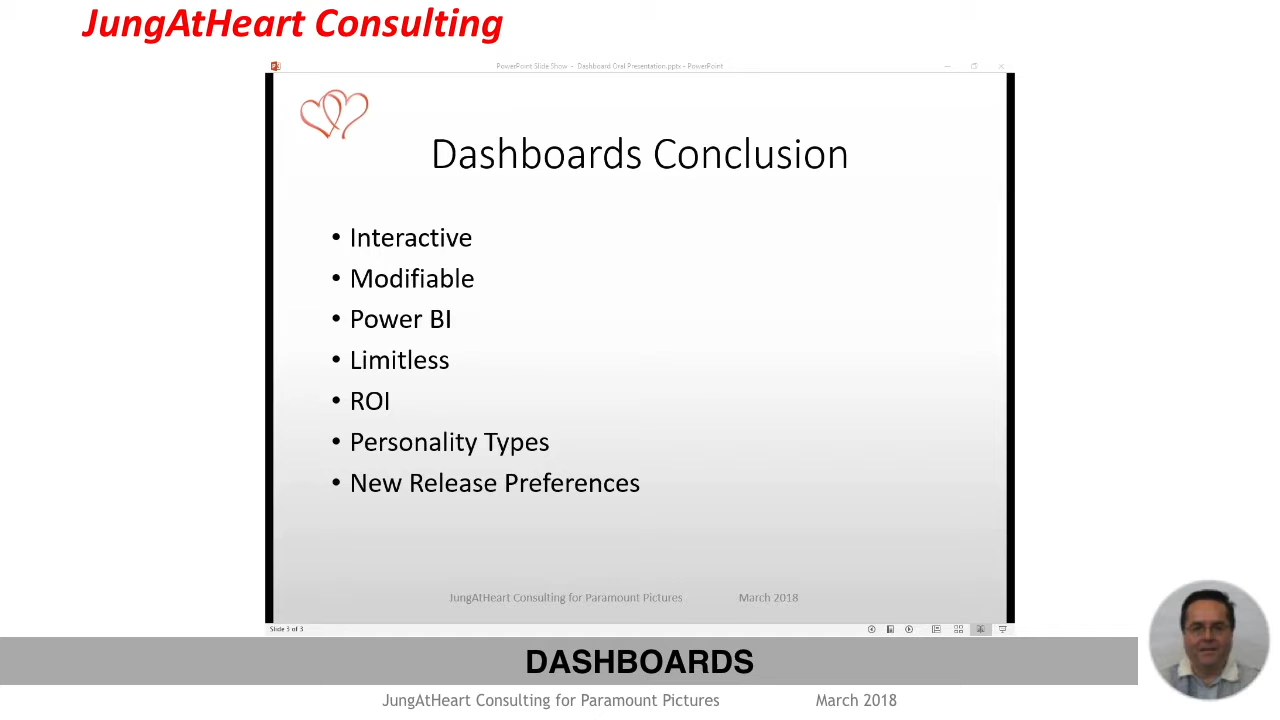 JungAtHeart Consulting
PowerPoint Slide Show - Dashboard Oral Presentation.pptx - PowerPoint
Dashboards Conclusion
• Interactive
• Modifiable
• Power BI
• Limitless
• ROI
• Personality Types
• New Release Preferences
JungAtHeart Consulting for Paramount Pictures March 2018
Slide 3 of 3
DASHBOARDS
JungAtHeart Consulting for Paramount Pictures March 2018